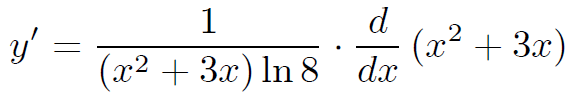 y′ = \frac{1}{(x^2 + 3x) \ln 8} \cdot \frac{d}{dx} (x^2 + 3x)